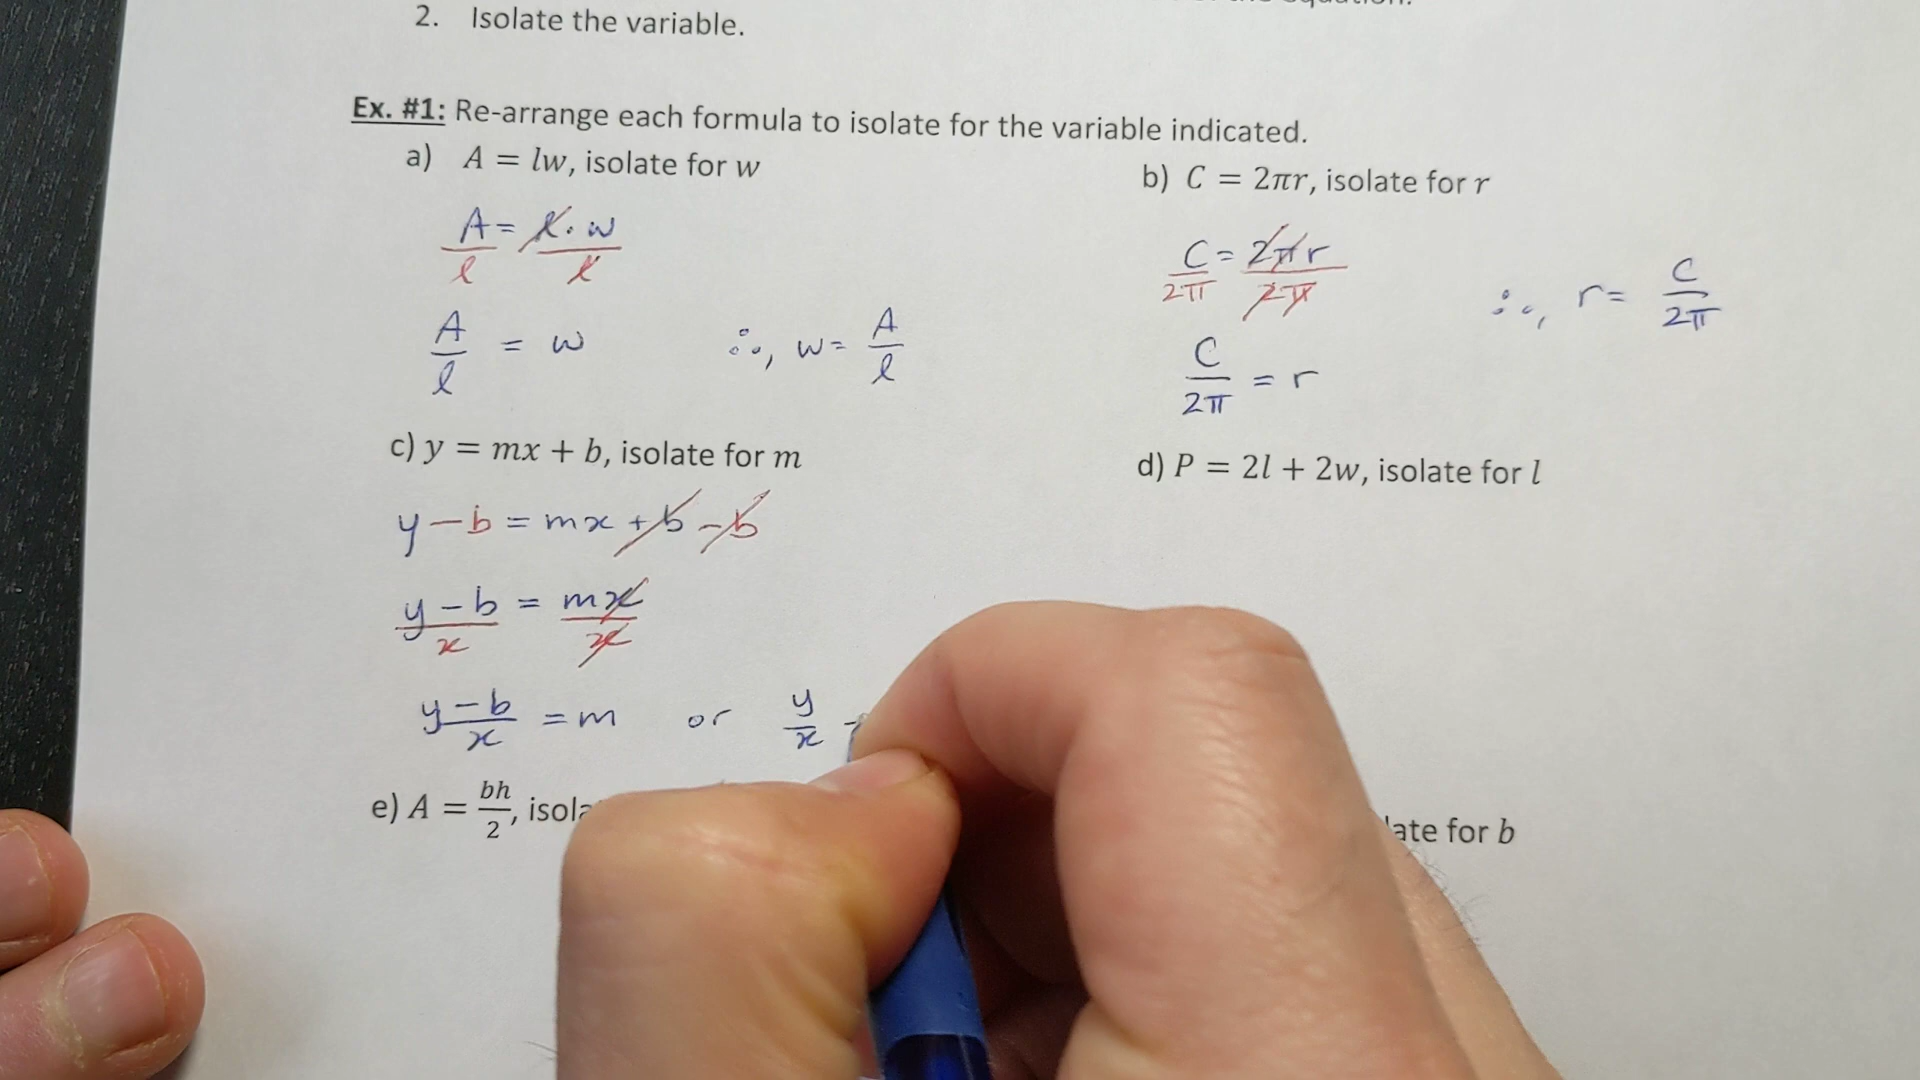 2. Isolate the variable.
Ex. #1: Re-arrange each formula to isolate for the variable indicated.
a) A = lw, isolate for w
A = l · w
l l
A/l = w ∴, w = A/l
b) C = 2πr, isolate for r
C = 2πr
2π 2π
∴, r = C/2π
C/2π = r
c) y = mx + b, isolate for m
y - b = mx + b - b
y - b = mx
x x
y - b/x = m or y/x -
d) P = 2l + 2w, isolate for l
e) A = bh/2,
ate for b